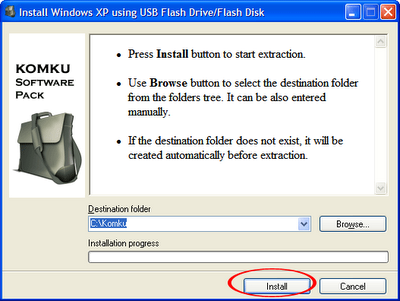 Install Windows XP using USB Flash Drive/Flash Disk
KOMKU
SOFTWARE
PACK
• Press Install button to start extraction.
• Use Browse button to select the destination folder
from the folders tree. It can be also entered
manually.
• If the destination folder does not exist, it will be
created automatically before extraction.
Destination folder
C:\Komku
Browse...
Installation progress
Install
Cancel